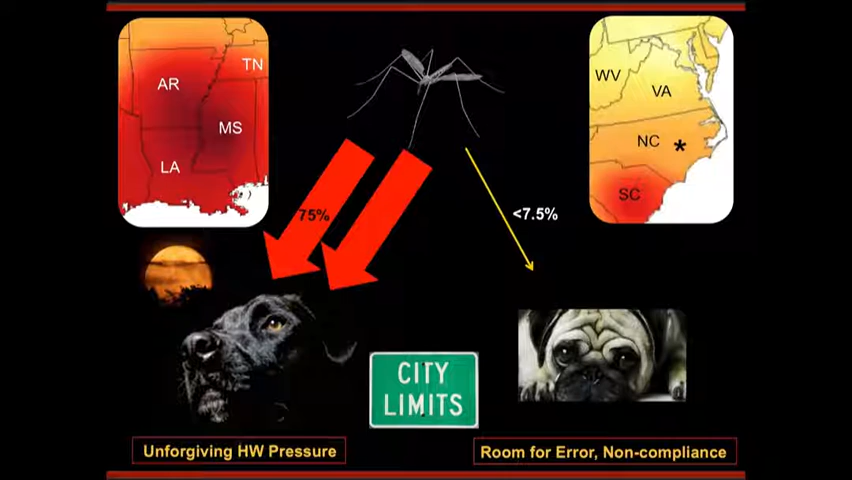 TN
AR
MS
LA
WV
VA
NC *
SC
75%
<7.5%
CITY
LIMITS
Unforgiving HW Pressure
Room for Error, Non-compliance